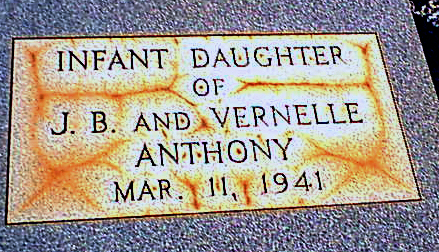 INFANT DAUGHTER
OF
J. B. AND VERNELLE
ANTHONY
MAR. 11, 1941